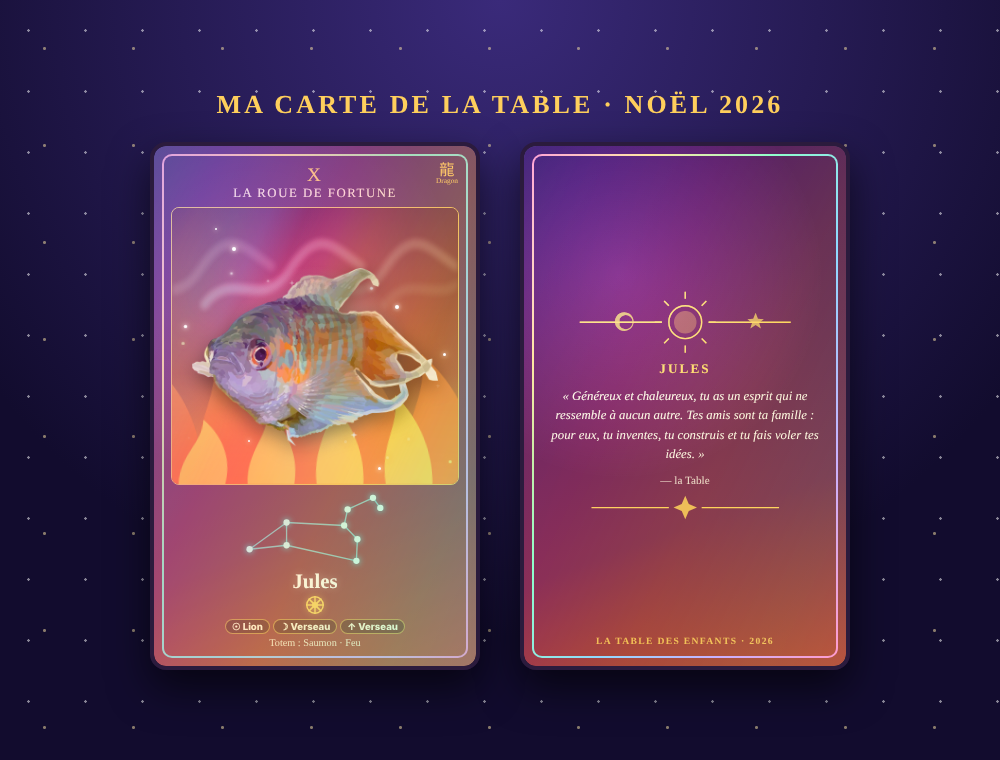 MA CARTE DE LA TABLE · NOËL 2026
X
龍
Dragon
LA ROUE DE FORTUNE
Jules
☉ Lion ☽ Verseau ↑ Verseau
Totem : Saumon · Feu
JULES
« Généreux et chaleureux, tu as un esprit qui ne
ressemble à aucun autre. Tes amis sont ta famille :
pour eux, tu inventes, tu construis et tu fais voler tes
idées. »
— la Table
LA TABLE DES ENFANTS · 2026